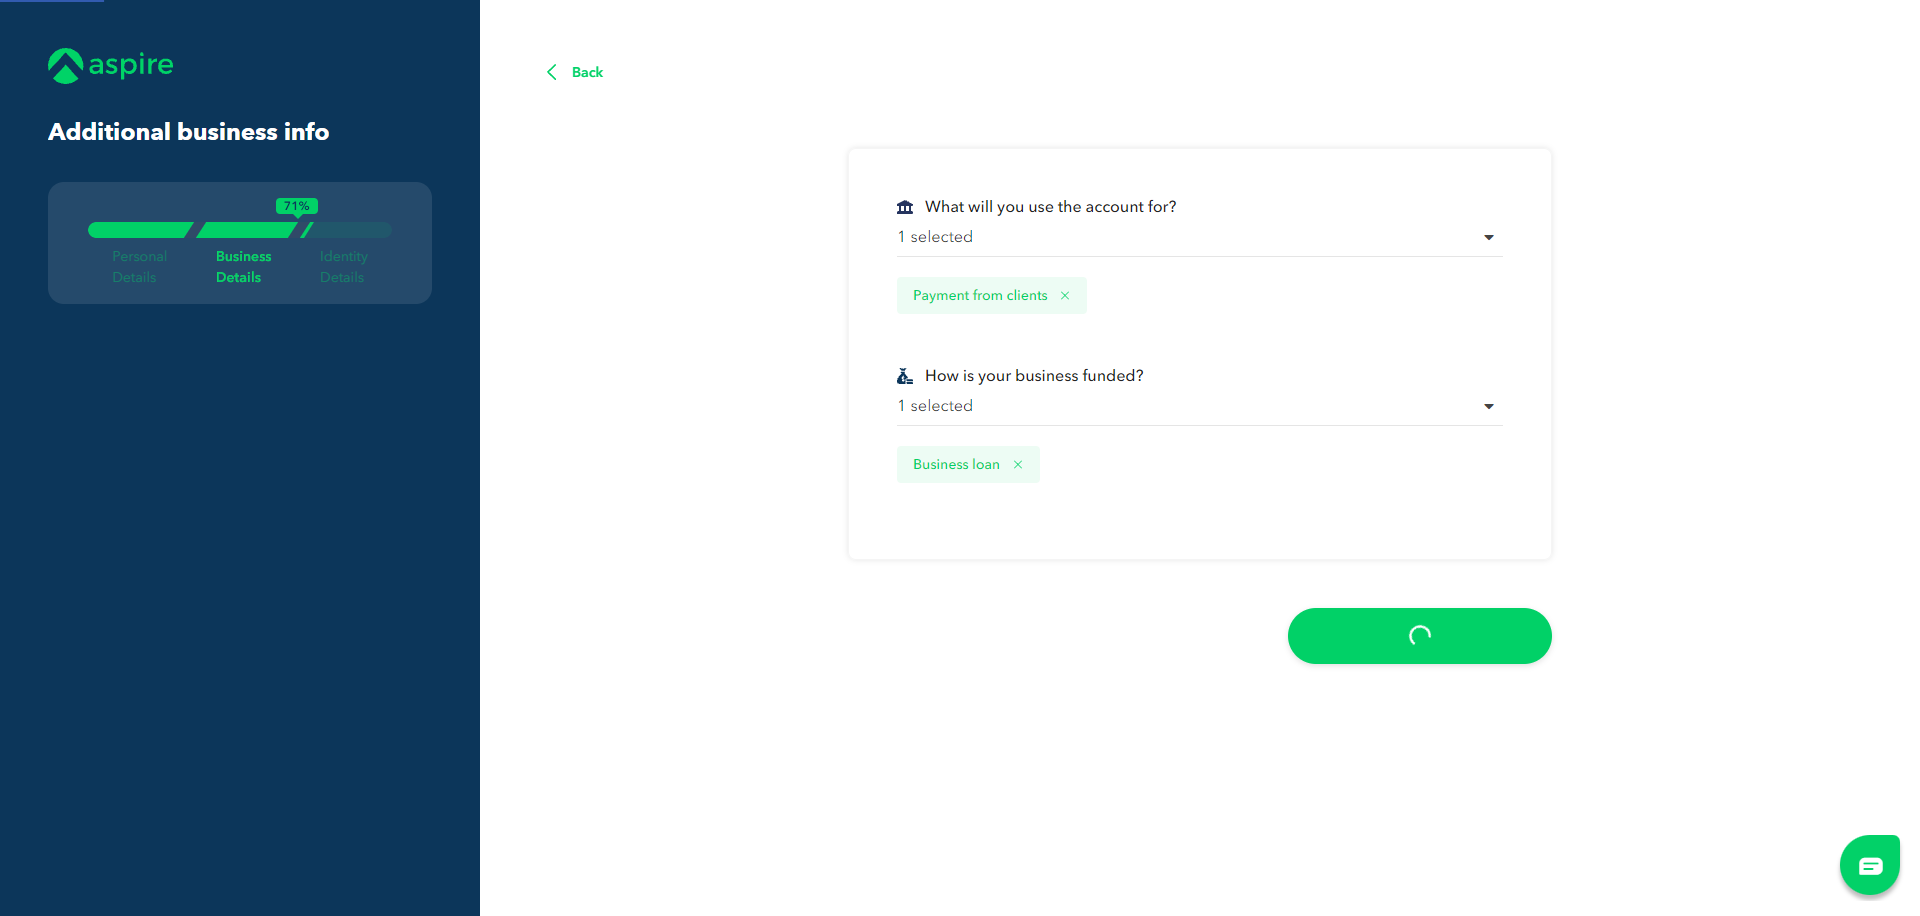 aspire
Additional business info
71%
Personal Details
Business Details
Identity Details
Back
What will you use the account for?
1 selected
Payment from clients
How is your business funded?
1 selected
Business loan